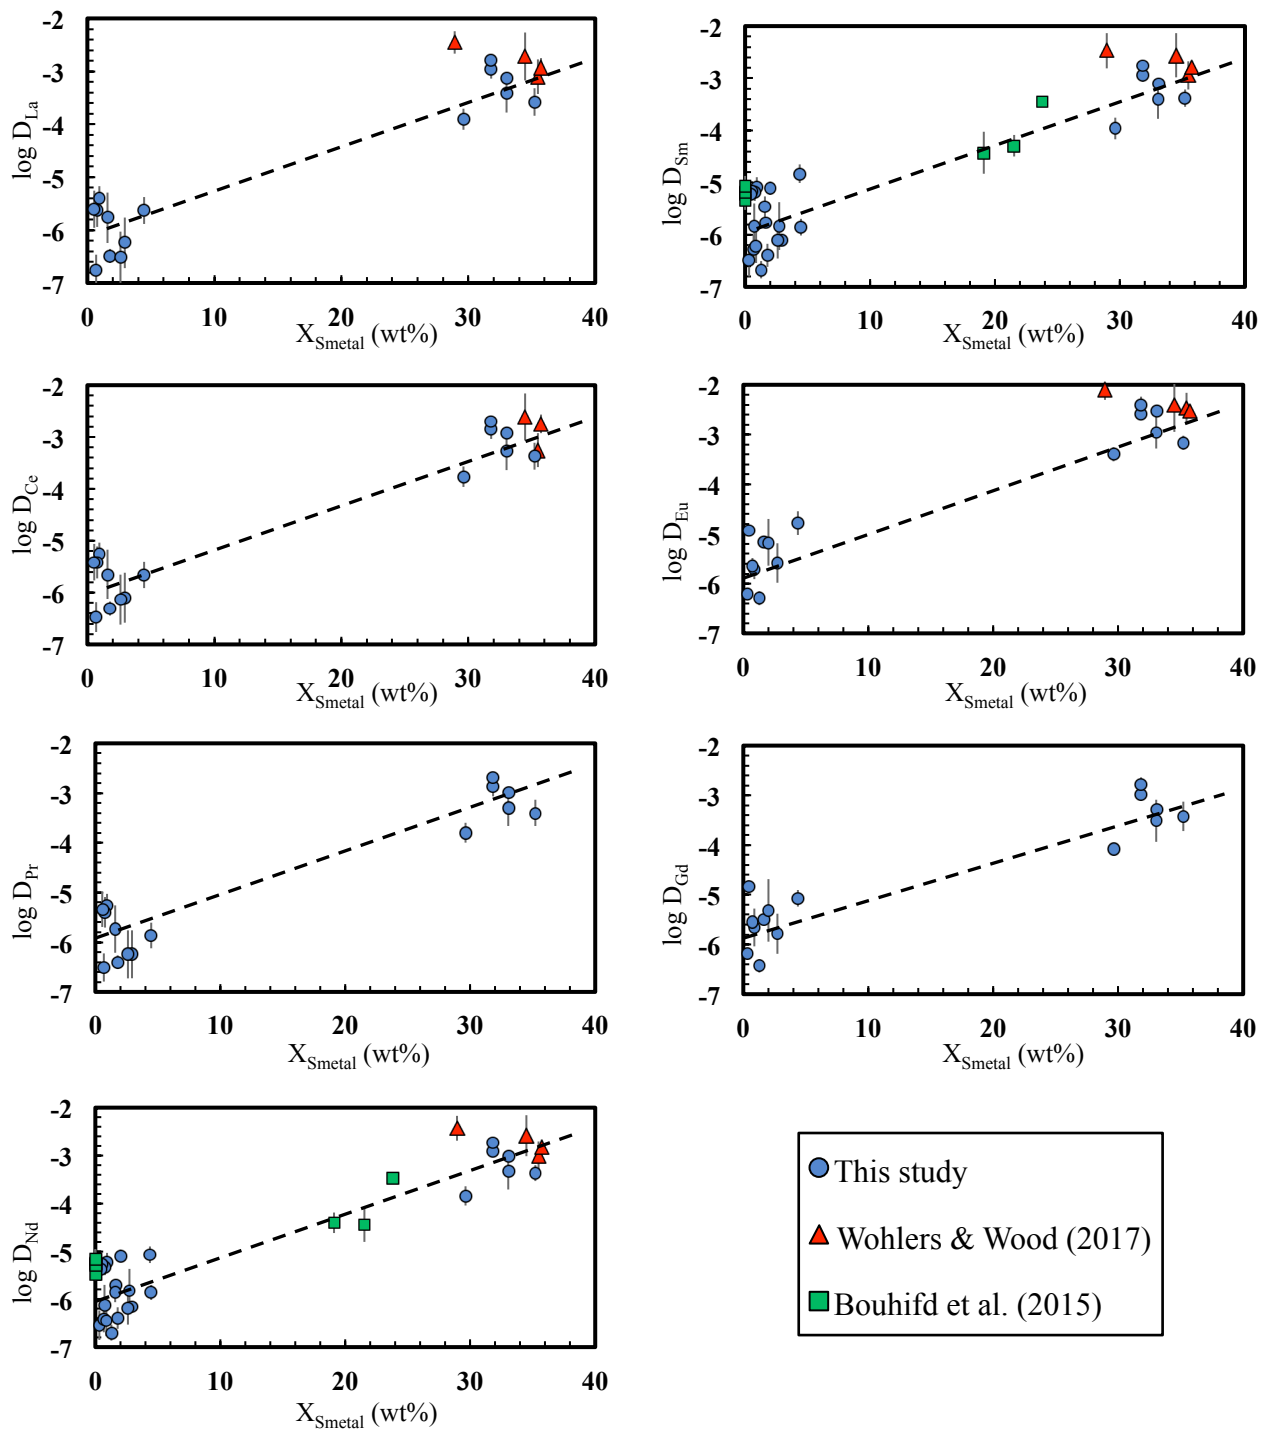 -2
-3
-4
-5
-6
-7
log D_La
0 10 20 30 40
X_Smetal (wt%)
-2
-3
-4
-5
-6
-7
log D_Sm
0 10 20 30 40
X_Smetal (wt%)
-2
-3
-4
-5
-6
-7
log D_Ce
0 10 20 30 40
X_Smetal (wt%)
-2
-3
-4
-5
-6
-7
log D_Eu
0 10 20 30 40
X_Smetal (wt%)
-2
-3
-4
-5
-6
-7
log D_Pr
0 10 20 30 40
X_Smetal (wt%)
-2
-3
-4
-5
-6
-7
log D_Gd
0 10 20 30 40
X_Smetal (wt%)
-2
-3
-4
-5
-6
-7
log D_Nd
0 10 20 30 40
X_Smetal (wt%)
This study
Wohlers & Wood (2017)
Bouhifd et al. (2015)